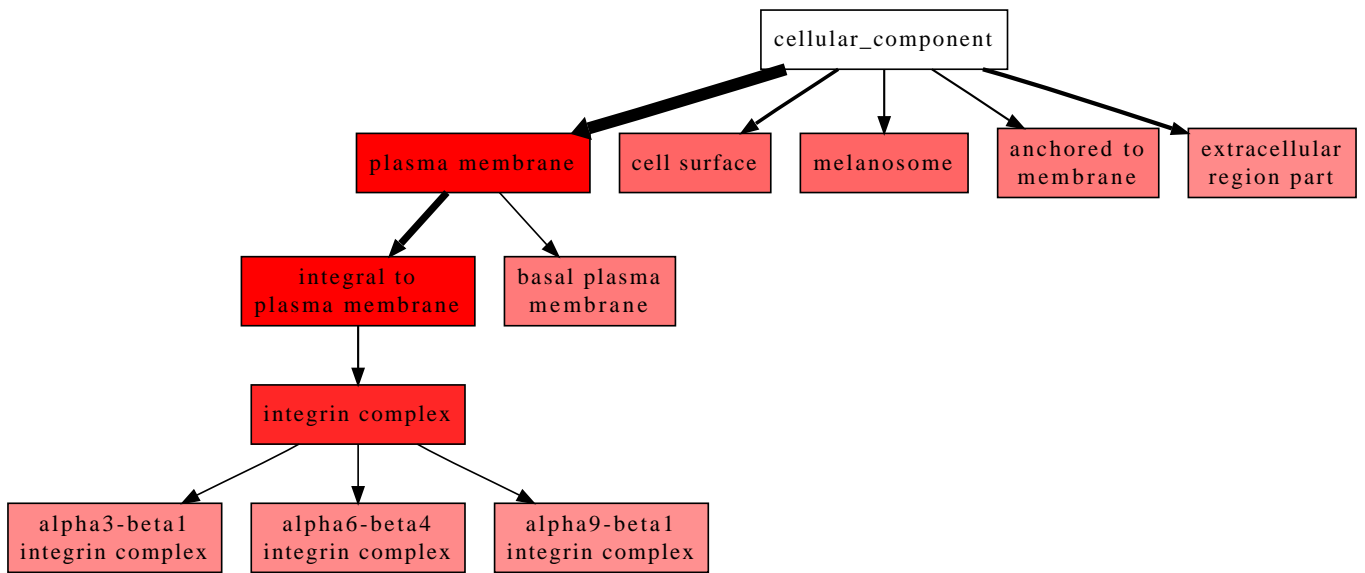 cellular_component
plasma membrane
cell surface
melanosome
anchored to
membrane
extracellular
region part
integral to
plasma membrane
basal plasma
membrane
integrin complex
alpha3-beta1
integrin complex
alpha6-beta4
integrin complex
alpha9-beta1
integrin complex